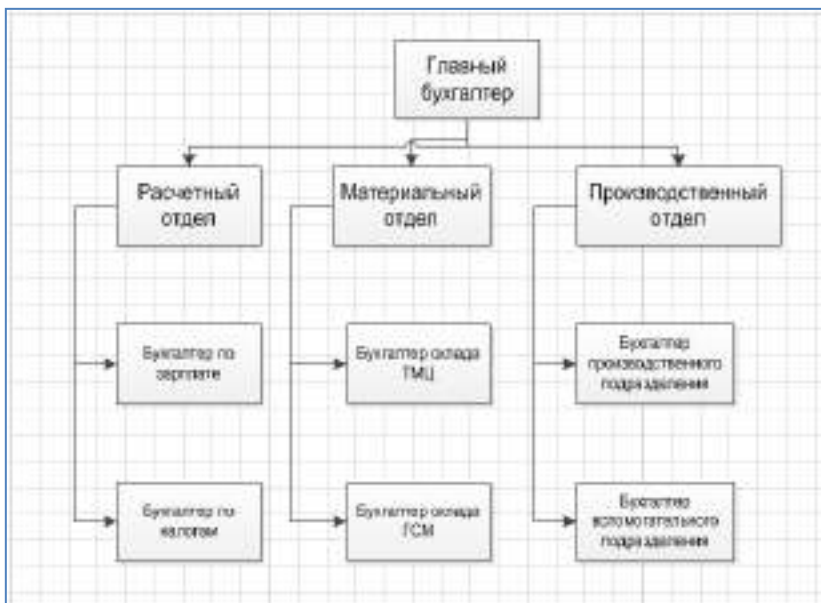 Главный
бухгалтер
Расчетный
отдел
Материальный
отдел
Производственный
отдел
Бухгалтер по
зарплате
Бухгалтер склада
ТМЦ
Бухгалтер
производственного
подразделения
Бухгалтер по
налогам
Бухгалтер склада
ГСМ
Бухгалтер
вспомогательного
подразделения